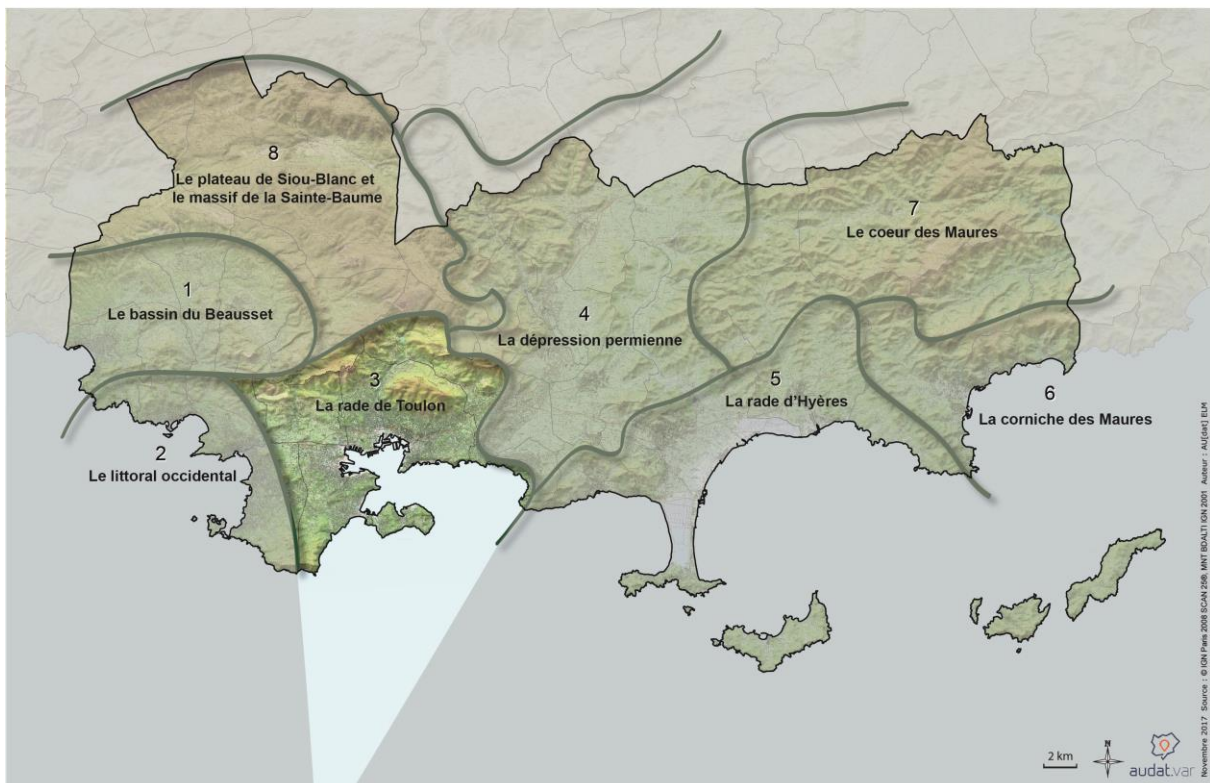 8
Le plateau de Siou-Blanc et
le massif de la Sainte-Baume
7
Le coeur des Maures
1
Le bassin du Beausset
4
La dépression permienne
3
La rade de Toulon
5
La rade d'Hyères
6
La corniche des Maures
2
Le littoral occidental
2 km
N
audat.var
Novembre 2017 Source : © IGN Paris 2008 SCAN 25®, MNT BDALTI IGN 2001 Auteur : AU[dat] ELM